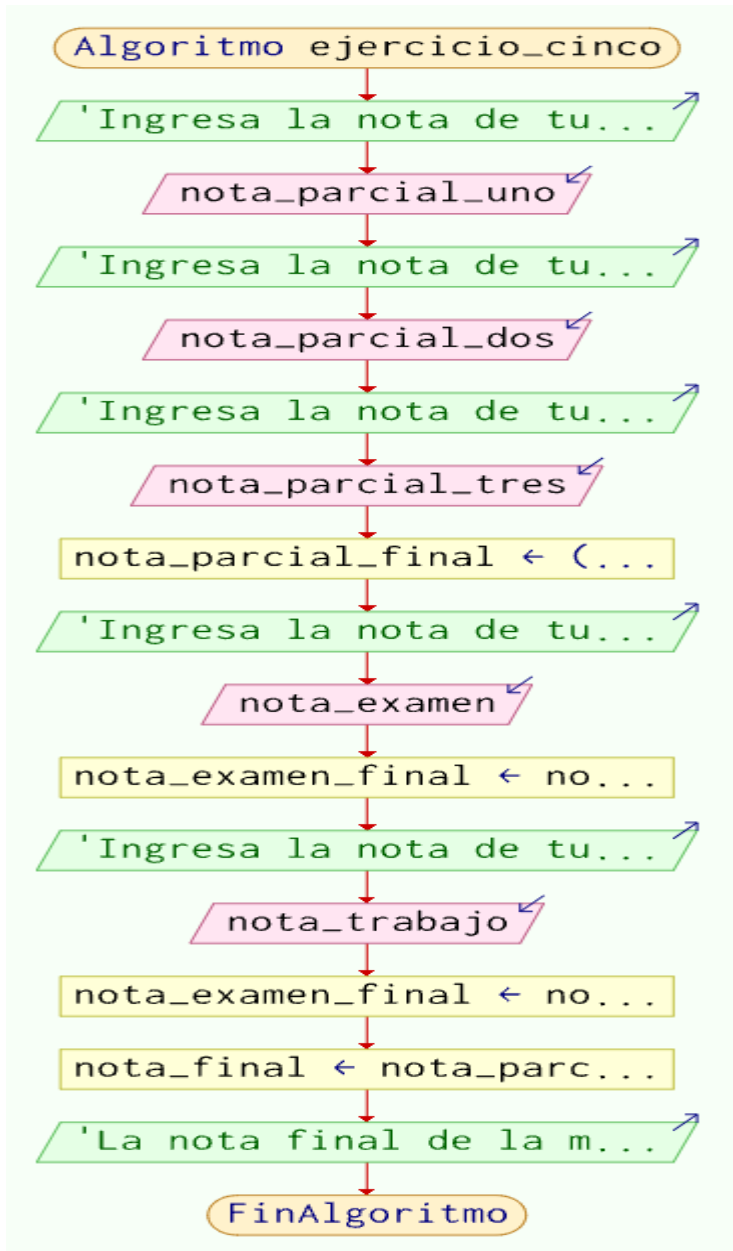 Algoritmo ejercicio_cinco
'Ingresa la nota de tu...
nota_parcial_uno
'Ingresa la nota de tu...
nota_parcial_dos
'Ingresa la nota de tu...
nota_parcial_tres
nota_parcial_final ← (...
'Ingresa la nota de tu...
nota_examen
nota_examen_final ← no...
'Ingresa la nota de tu...
nota_trabajo
nota_examen_final ← no...
nota_final ← nota_parc...
'La nota final de la m...
FinAlgoritmo